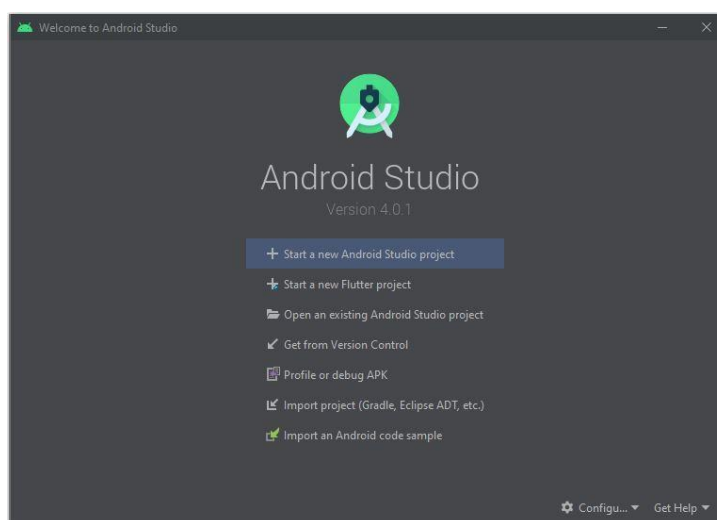 Welcome to Android Studio
Android Studio
Version 4.0.1
Start a new Android Studio project
Start a new Flutter project
Open an existing Android Studio project
Get from Version Control
Profile or debug APK
Import project (Gradle, Eclipse ADT, etc.)
Import an Android code sample
Configu... Get Help